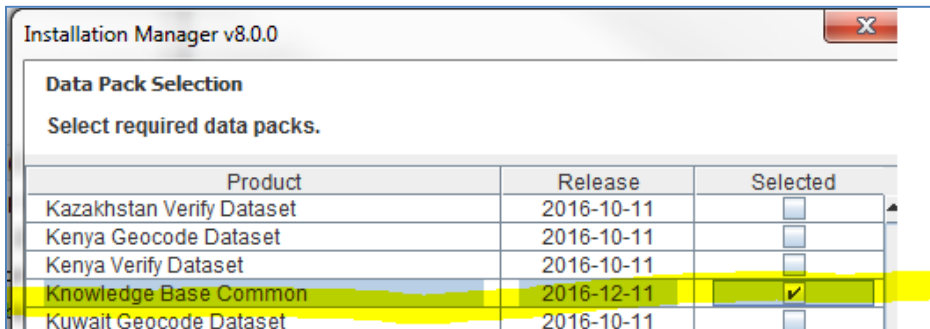 Installation Manager v8.0.0
Data Pack Selection
Select required data packs.
Product Release Selected
Kazakhstan Verify Dataset 2016-10-11
Kenya Geocode Dataset 2016-10-11
Kenya Verify Dataset 2016-10-11
Knowledge Base Common 2016-12-11
Kuwait Geocode Dataset 2016-10-11